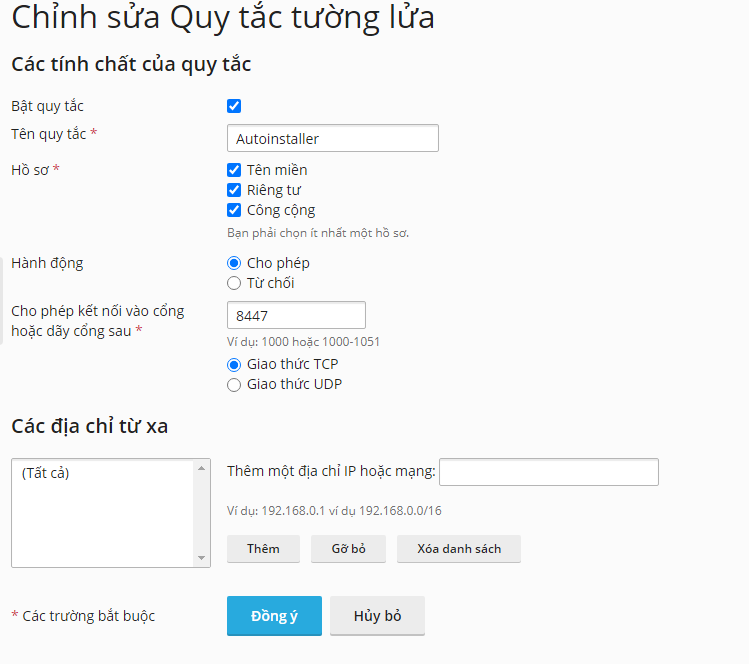 Chỉnh sửa Quy tắc tường lửa
Các tính chất của quy tắc
Bật quy tắc
Tên quy tắc *
Autoinstaller
Hồ sơ *
Tên miền
Riêng tư
Công cộng
Bạn phải chọn ít nhất một hồ sơ.
Hành động
Cho phép
Từ chối
Cho phép kết nối vào cổng
hoặc dãy cổng sau *
8447
Ví dụ: 1000 hoặc 1000-1051
Giao thức TCP
Giao thức UDP
Các địa chỉ từ xa
(Tất cả)
Thêm một địa chỉ IP hoặc mạng:
Ví dụ: 192.168.0.1 ví dụ 192.168.0.0/16
Thêm
Gỡ bỏ
Xóa danh sách
* Các trường bắt buộc
Đồng ý
Hủy bỏ